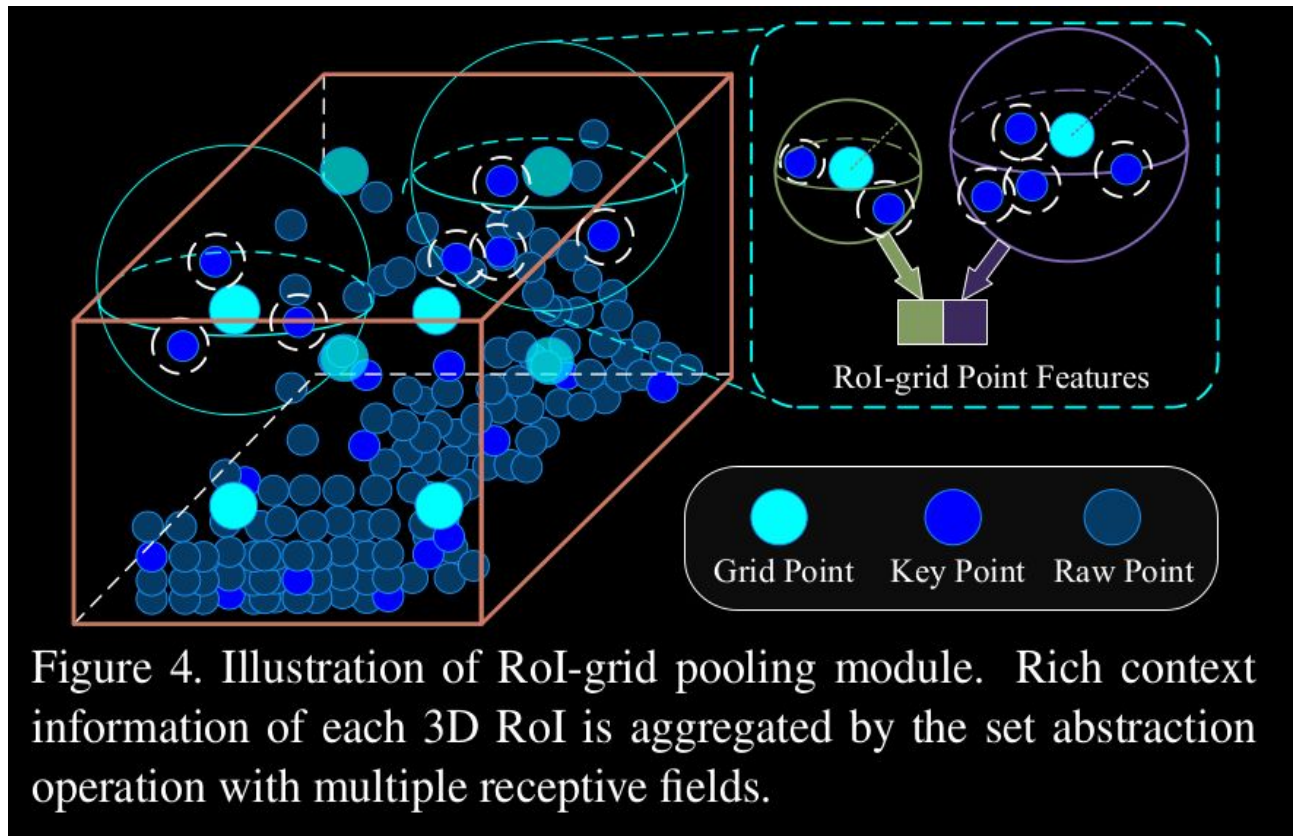 RoI-grid Point Features
Grid Point Key Point Raw Point
Figure 4. Illustration of RoI-grid pooling module. Rich context
information of each 3D RoI is aggregated by the set abstraction
operation with multiple receptive fields.